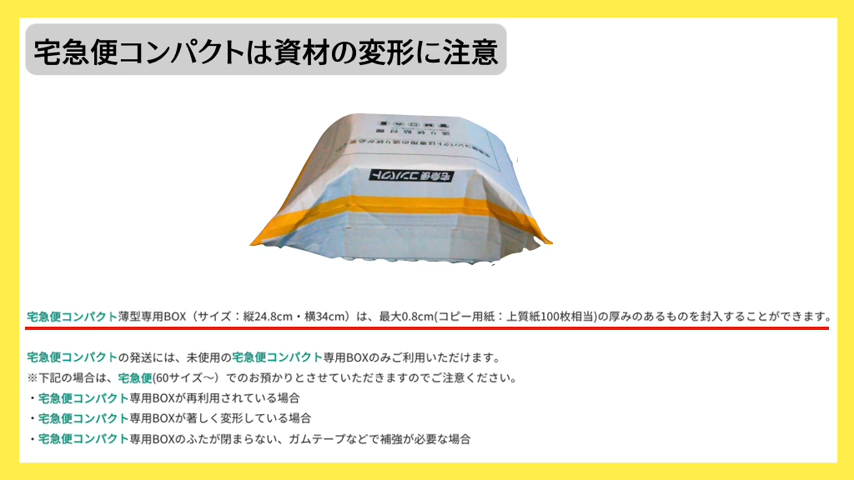 宅急便コンパクトは資材の変形に注意
宅急便コンパクト
宅急便コンパクト薄型専用BOX（サイズ：縦24.8cm・横34cm）は、最大0.8cm(コピー用紙：上質紙100枚相当)の厚みのあるものを封入することができます。
宅急便コンパクトの発送には、未使用の宅急便コンパクト専用BOXのみご利用いただけます。
※下記の場合は、宅急便(60サイズ～）でのお預かりとさせていただきますのでご注意ください。
・宅急便コンパクト専用BOXが再利用されている場合
・宅急便コンパクト専用BOXが著しく変形している場合
・宅急便コンパクト専用BOXのふたが閉まらない、ガムテープなどで補強が必要な場合